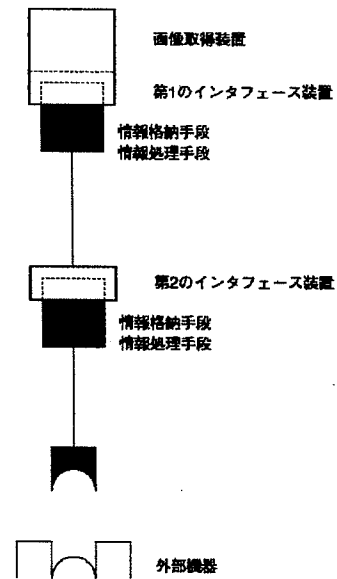 画像取得装置
第1のインタフェース装置
情報格納手段
情報処理手段
第2のインタフェース装置
情報格納手段
情報処理手段
外部機器